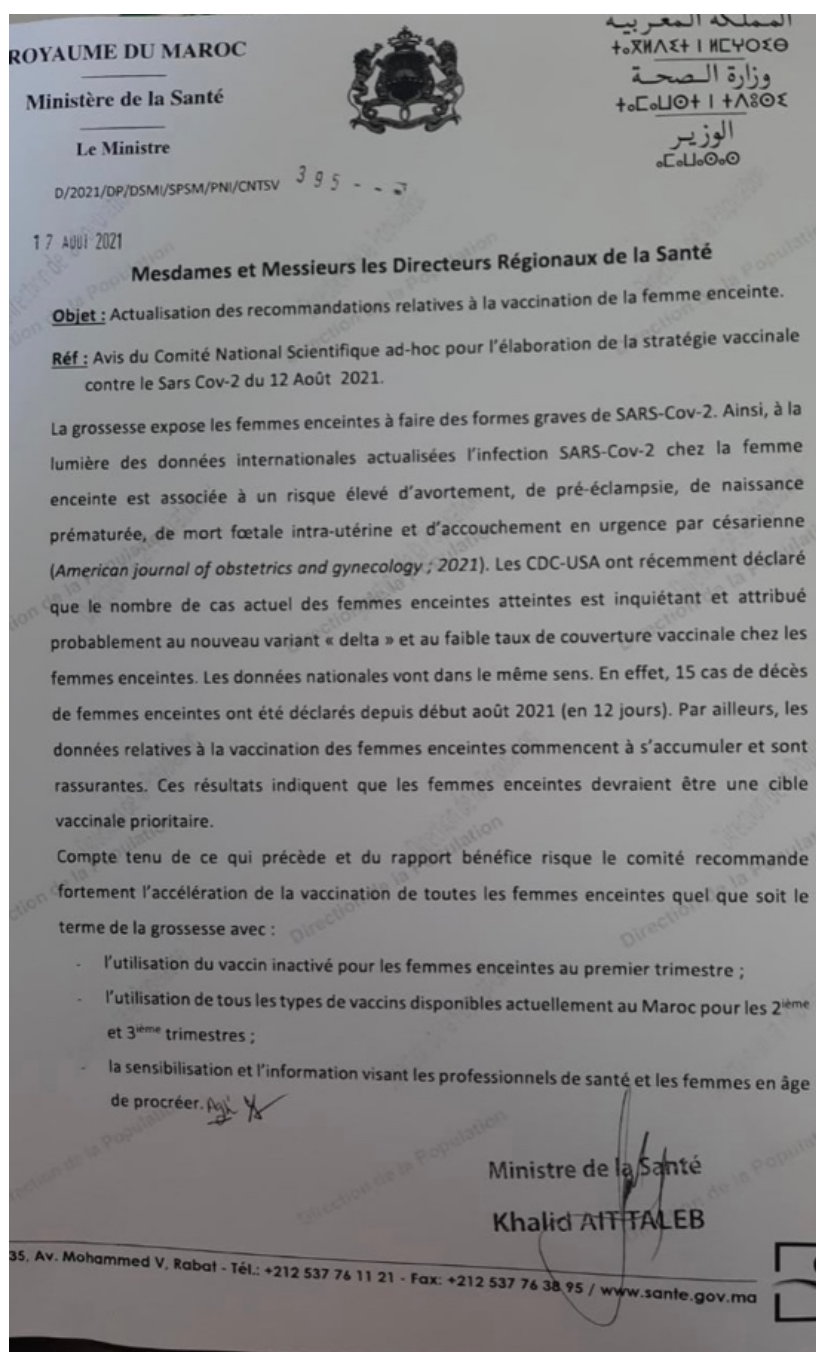 ROYAUME DU MAROC
Ministère de la Santé
Le Ministre
المملكة المغربية
ⵜⴰⴳⵍⴷⵉⵜ ⵏ ⵍⵎⵖⵔⵉⴱ
وزارة الصحة
ⵜⴰⵎⴰⵡⴰⵙⵜ ⵏ ⵜⴷⵓⵙⵉ
الوزير
ⴰⵎⴰⵡⴰⵙ
D/2021/DP/DSMI/SPSM/PNI/CNTSV 395
17 AOUT 2021
Mesdames et Messieurs les Directeurs Régionaux de la Santé
Objet : Actualisation des recommandations relatives à la vaccination de la femme enceinte.
Réf : Avis du Comité National Scientifique ad-hoc pour l'élaboration de la stratégie vaccinale
contre le Sars Cov-2 du 12 Août 2021.
La grossesse expose les femmes enceintes à faire des formes graves de SARS-Cov-2. Ainsi, à la
lumière des données internationales actualisées l'infection SARS-Cov-2 chez la femme
enceinte est associée à un risque élevé d'avortement, de pré-éclampsie, de naissance
prématurée, de mort fœtale intra-utérine et d'accouchement en urgence par césarienne
(American journal of obstetrics and gynecology ; 2021). Les CDC-USA ont récemment déclaré
que le nombre de cas actuel des femmes enceintes atteintes est inquiétant et attribué
probablement au nouveau variant « delta » et au faible taux de couverture vaccinale chez les
femmes enceintes. Les données nationales vont dans le même sens. En effet, 15 cas de décès
de femmes enceintes ont été déclarés depuis début août 2021 (en 12 jours). Par ailleurs, les
données relatives à la vaccination des femmes enceintes commencent à s'accumuler et sont
rassurantes. Ces résultats indiquent que les femmes enceintes devraient être une cible
vaccinale prioritaire.
Compte tenu de ce qui précède et du rapport bénéfice risque le comité recommande
fortement l'accélération de la vaccination de toutes les femmes enceintes quel que soit le
terme de la grossesse avec :
- l'utilisation du vaccin inactivé pour les femmes enceintes au premier trimestre ;
- l'utilisation de tous les types de vaccins disponibles actuellement au Maroc pour les 2ième
et 3ième trimestres ;
- la sensibilisation et l'information visant les professionnels de santé et les femmes en âge
de procréer.
Ministre de la Santé
Khalid AIT TALEB
35, Av. Mohammed V, Rabat - Tél.: +212 537 76 11 21 - Fax: +212 537 76 38 95 / www.sante.gov.ma